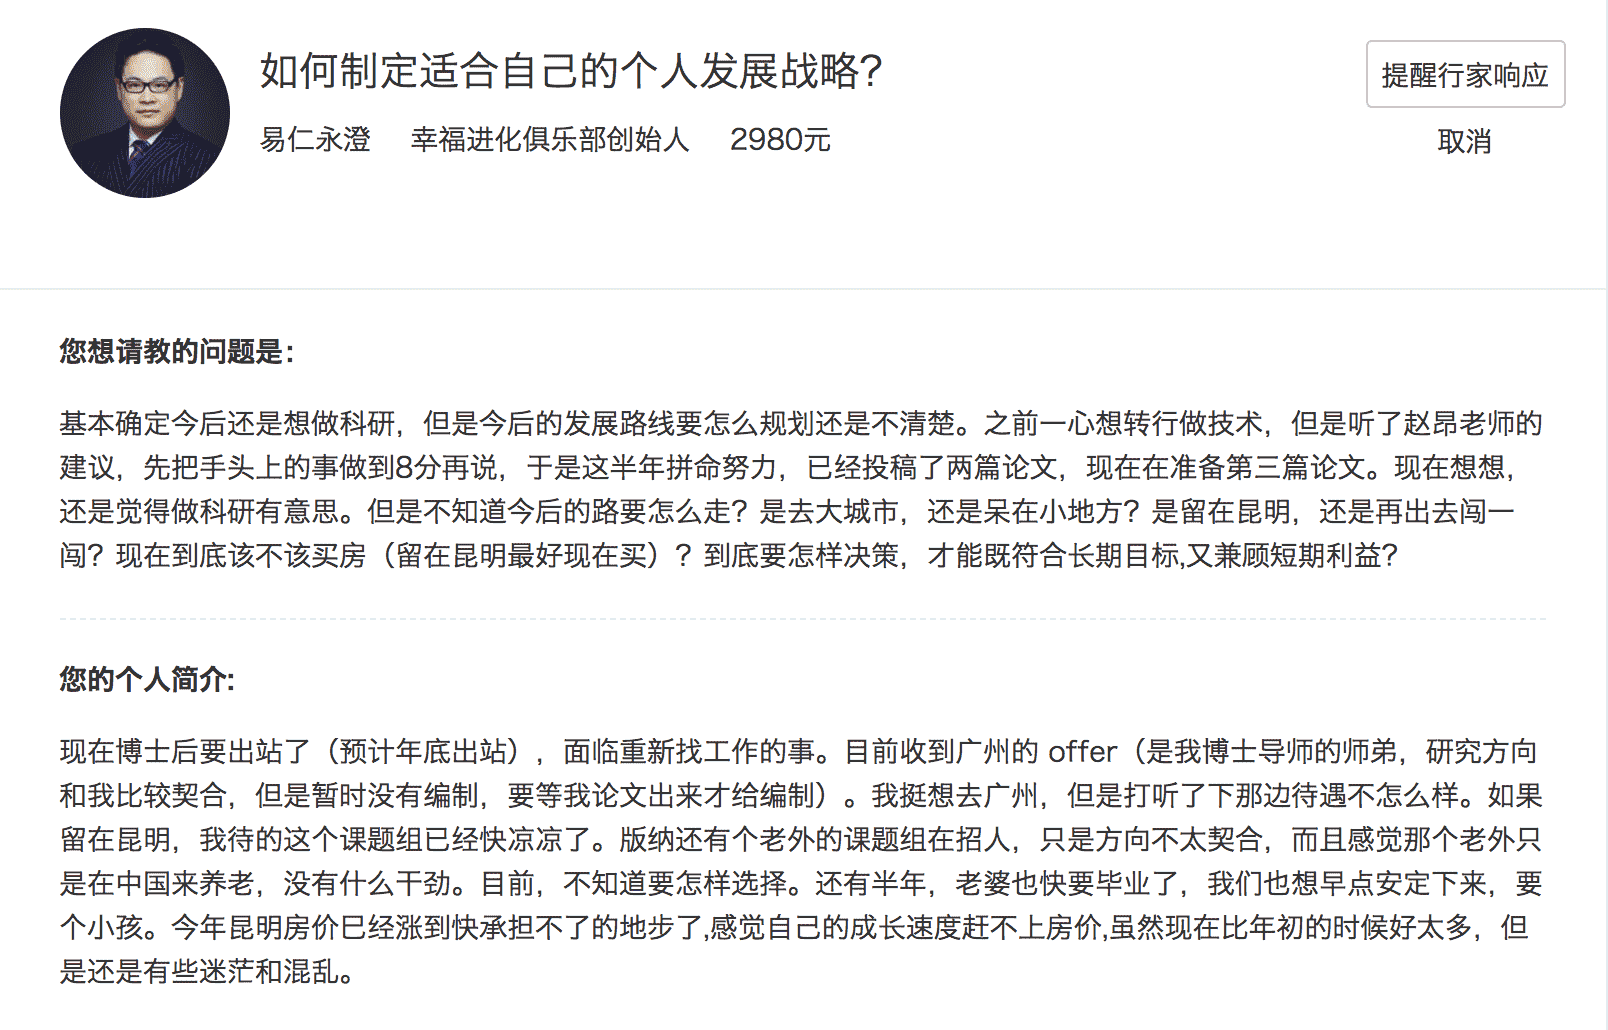 如何制定适合自己的个人发展战略？
提醒行家响应
易仁永澄 幸福进化俱乐部创始人 2980元
取消
您想请教的问题是：
基本确定今后还是想做科研，但是今后的发展路线要怎么规划还是不清楚。之前一心想转行做技术，但是听了赵昂老师的
建议，先把手头上的事做到8分再说，于是这半年拼命努力，已经投稿了两篇论文，现在在准备第三篇论文。现在想想，
还是觉得做科研有意思。但是不知道今后的路要怎么走？是去大城市，还是呆在小地方？是留在昆明，还是再出去闯一
闯？现在到底该不该买房（留在昆明最好现在买）？到底要怎样决策，才能既符合长期目标,又兼顾短期利益？
您的个人简介:
现在博士后要出站了（预计年底出站），面临重新找工作的事。目前收到广州的 offer（是我博士导师的师弟，研究方向
和我比较契合，但是暂时没有编制，要等我论文出来才给编制）。我挺想去广州，但是打听了下那边待遇不怎么样。如果
留在昆明，我待的这个课题组已经快凉凉了。版纳还有个老外的课题组在招人，只是方向不太契合，而且感觉那个老外只
是在中国来养老，没有什么干劲。目前，不知道要怎样选择。还有半年，老婆也快要毕业了，我们也想早点安定下来，要
个小孩。今年昆明房价巳经涨到快承担不了的地步了,感觉自己的成长速度赶不上房价,虽然现在比年初的时候好太多，但
是还是有些迷茫和混乱。